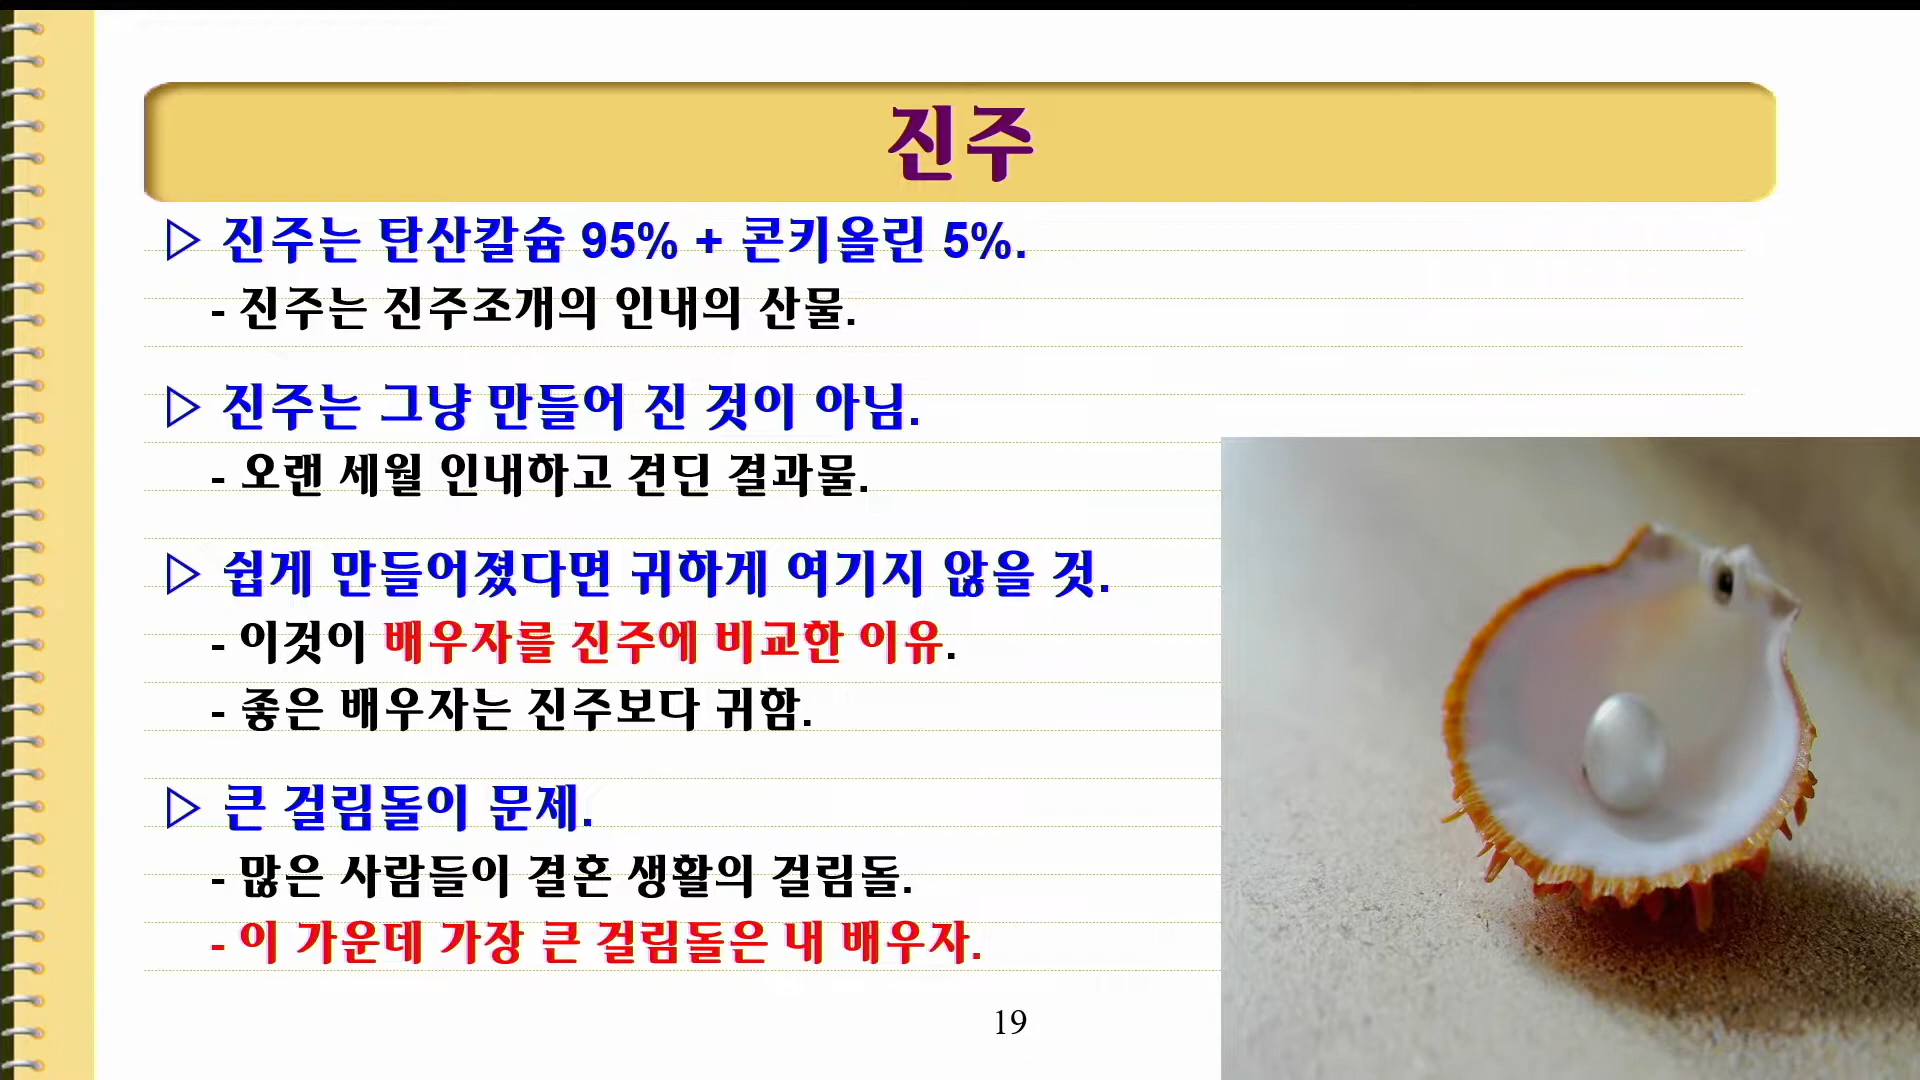 진주
▷ 진주는 탄산칼슘 95% + 콘키올린 5%.
- 진주는 진주조개의 인내의 산물.
▷ 진주는 그냥 만들어 진 것이 아님.
- 오랜 세월 인내하고 견딘 결과물.
▷ 쉽게 만들어졌다면 귀하게 여기지 않을 것.
- 이것이 배우자를 진주에 비교한 이유.
- 좋은 배우자는 진주보다 귀함.
▷ 큰 걸림돌이 문제.
- 많은 사람들이 결혼 생활의 걸림돌.
- 이 가운데 가장 큰 걸림돌은 내 배우자.
19